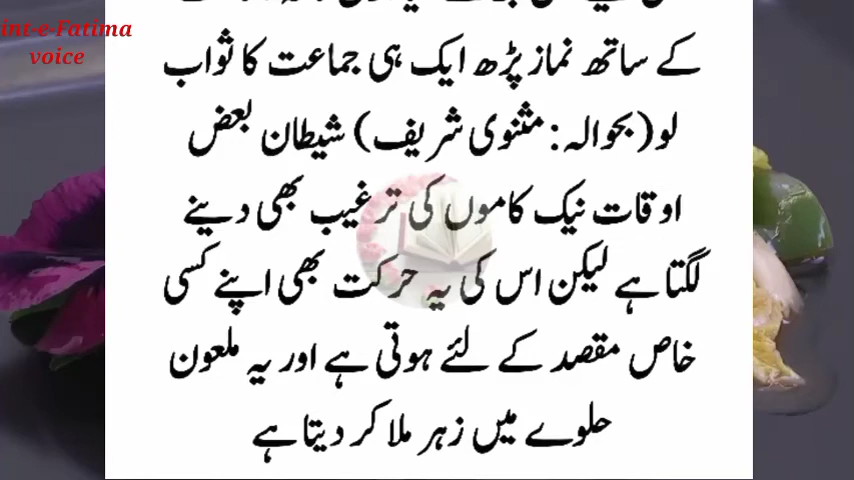 int-e-Fatima
voice
کے ساتھ نماز پڑھ ایک ہی جماعت کا ثواب
لو (بحوالہ: مثنوی شریف) شیطان بعض
اوقات نیک کاموں کی ترغیب بھی دینے
لگتا ہے لیکن اس کی یہ حرکت بھی اپنے کسی
خاص مقصد کے لئے ہوتی ہے اور یہ ملعون
حلوے میں زہر ملا کر دیتا ہے